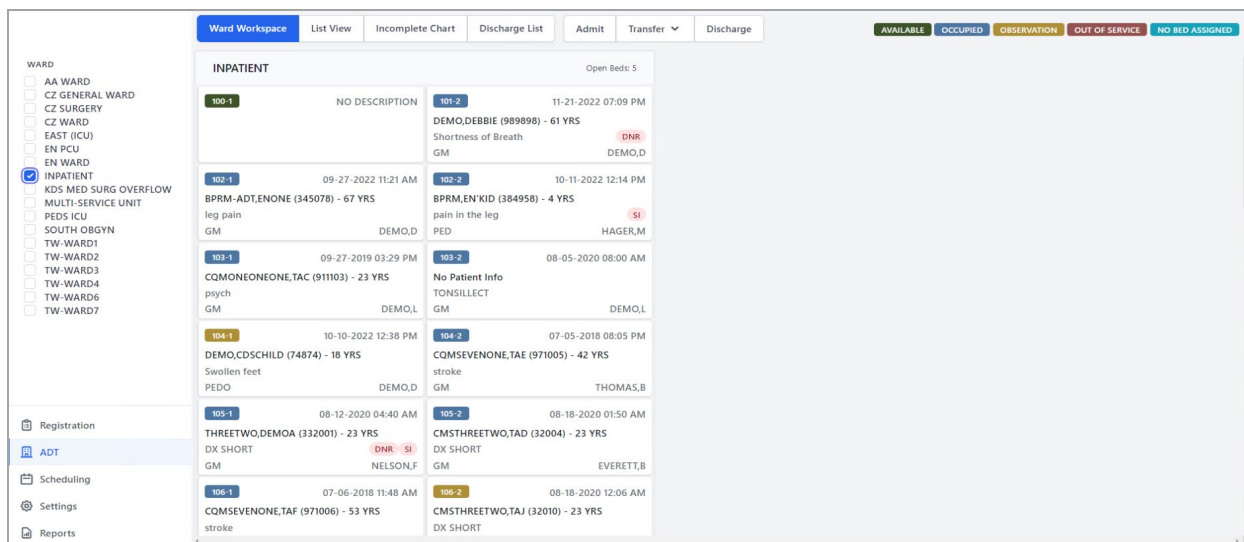 Ward Workspace List View Incomplete Chart Discharge List Admit Transfer Discharge AVAILABLE OCCUPIED OBSERVATION OUT OF SERVICE NO BED ASSIGNED
WARD
AA WARD
CZ GENERAL WARD
CZ SURGERY
CZ WARD
EAST (ICU)
EN PCU
EN WARD
INPATIENT
KDS MED SURG OVERFLOW
MULTI-SERVICE UNIT
PEDS ICU
SOUTH OBGYN
TW-WARD1
TW-WARD2
TW-WARD3
TW-WARD4
TW-WARD6
TW-WARD7
Registration
ADT
Scheduling
Settings
Reports
INPATIENT Open Beds: 5
100-1 NO DESCRIPTION
101-2 11-21-2022 07:09 PM
DEMO,DEBBIE (989898) - 61 YRS
Shortness of Breath DNR
GM DEMO,D
102-1 09-27-2022 11:21 AM
BPRM-ADT,ENONE (345078) - 67 YRS
leg pain
GM DEMO,D
102-2 10-11-2022 12:14 PM
BPRM,EN'KID (384958) - 4 YRS
pain in the leg SI
PED HAGER,M
103-1 09-27-2019 03:29 PM
CQMONEONEONE,TAC (911103) - 23 YRS
psych
GM DEMO,L
103-2 08-05-2020 08:00 AM
No Patient Info
TONSILLECT
GM DEMO,L
104-1 10-10-2022 12:38 PM
DEMO,CDSCHILD (74874) - 18 YRS
Swollen feet
PEDO DEMO,D
104-2 07-05-2018 08:05 PM
CQMSEVENONE,TAE (971005) - 42 YRS
stroke
GM THOMAS,B
105-1 08-12-2020 04:40 AM
THREETWO,DEMOA (332001) - 23 YRS
DX SHORT DNR SI
GM NELSON,F
105-2 08-18-2020 01:50 AM
CMSTHREETWO,TAD (32004) - 23 YRS
DX SHORT
GM EVERETT,B
106-1 07-06-2018 11:48 AM
CQMSEVENONE,TAF (971006) - 53 YRS
stroke
106-2 08-18-2020 12:06 AM
CMSTHREETWO,TAJ (32010) - 23 YRS
DX SHORT